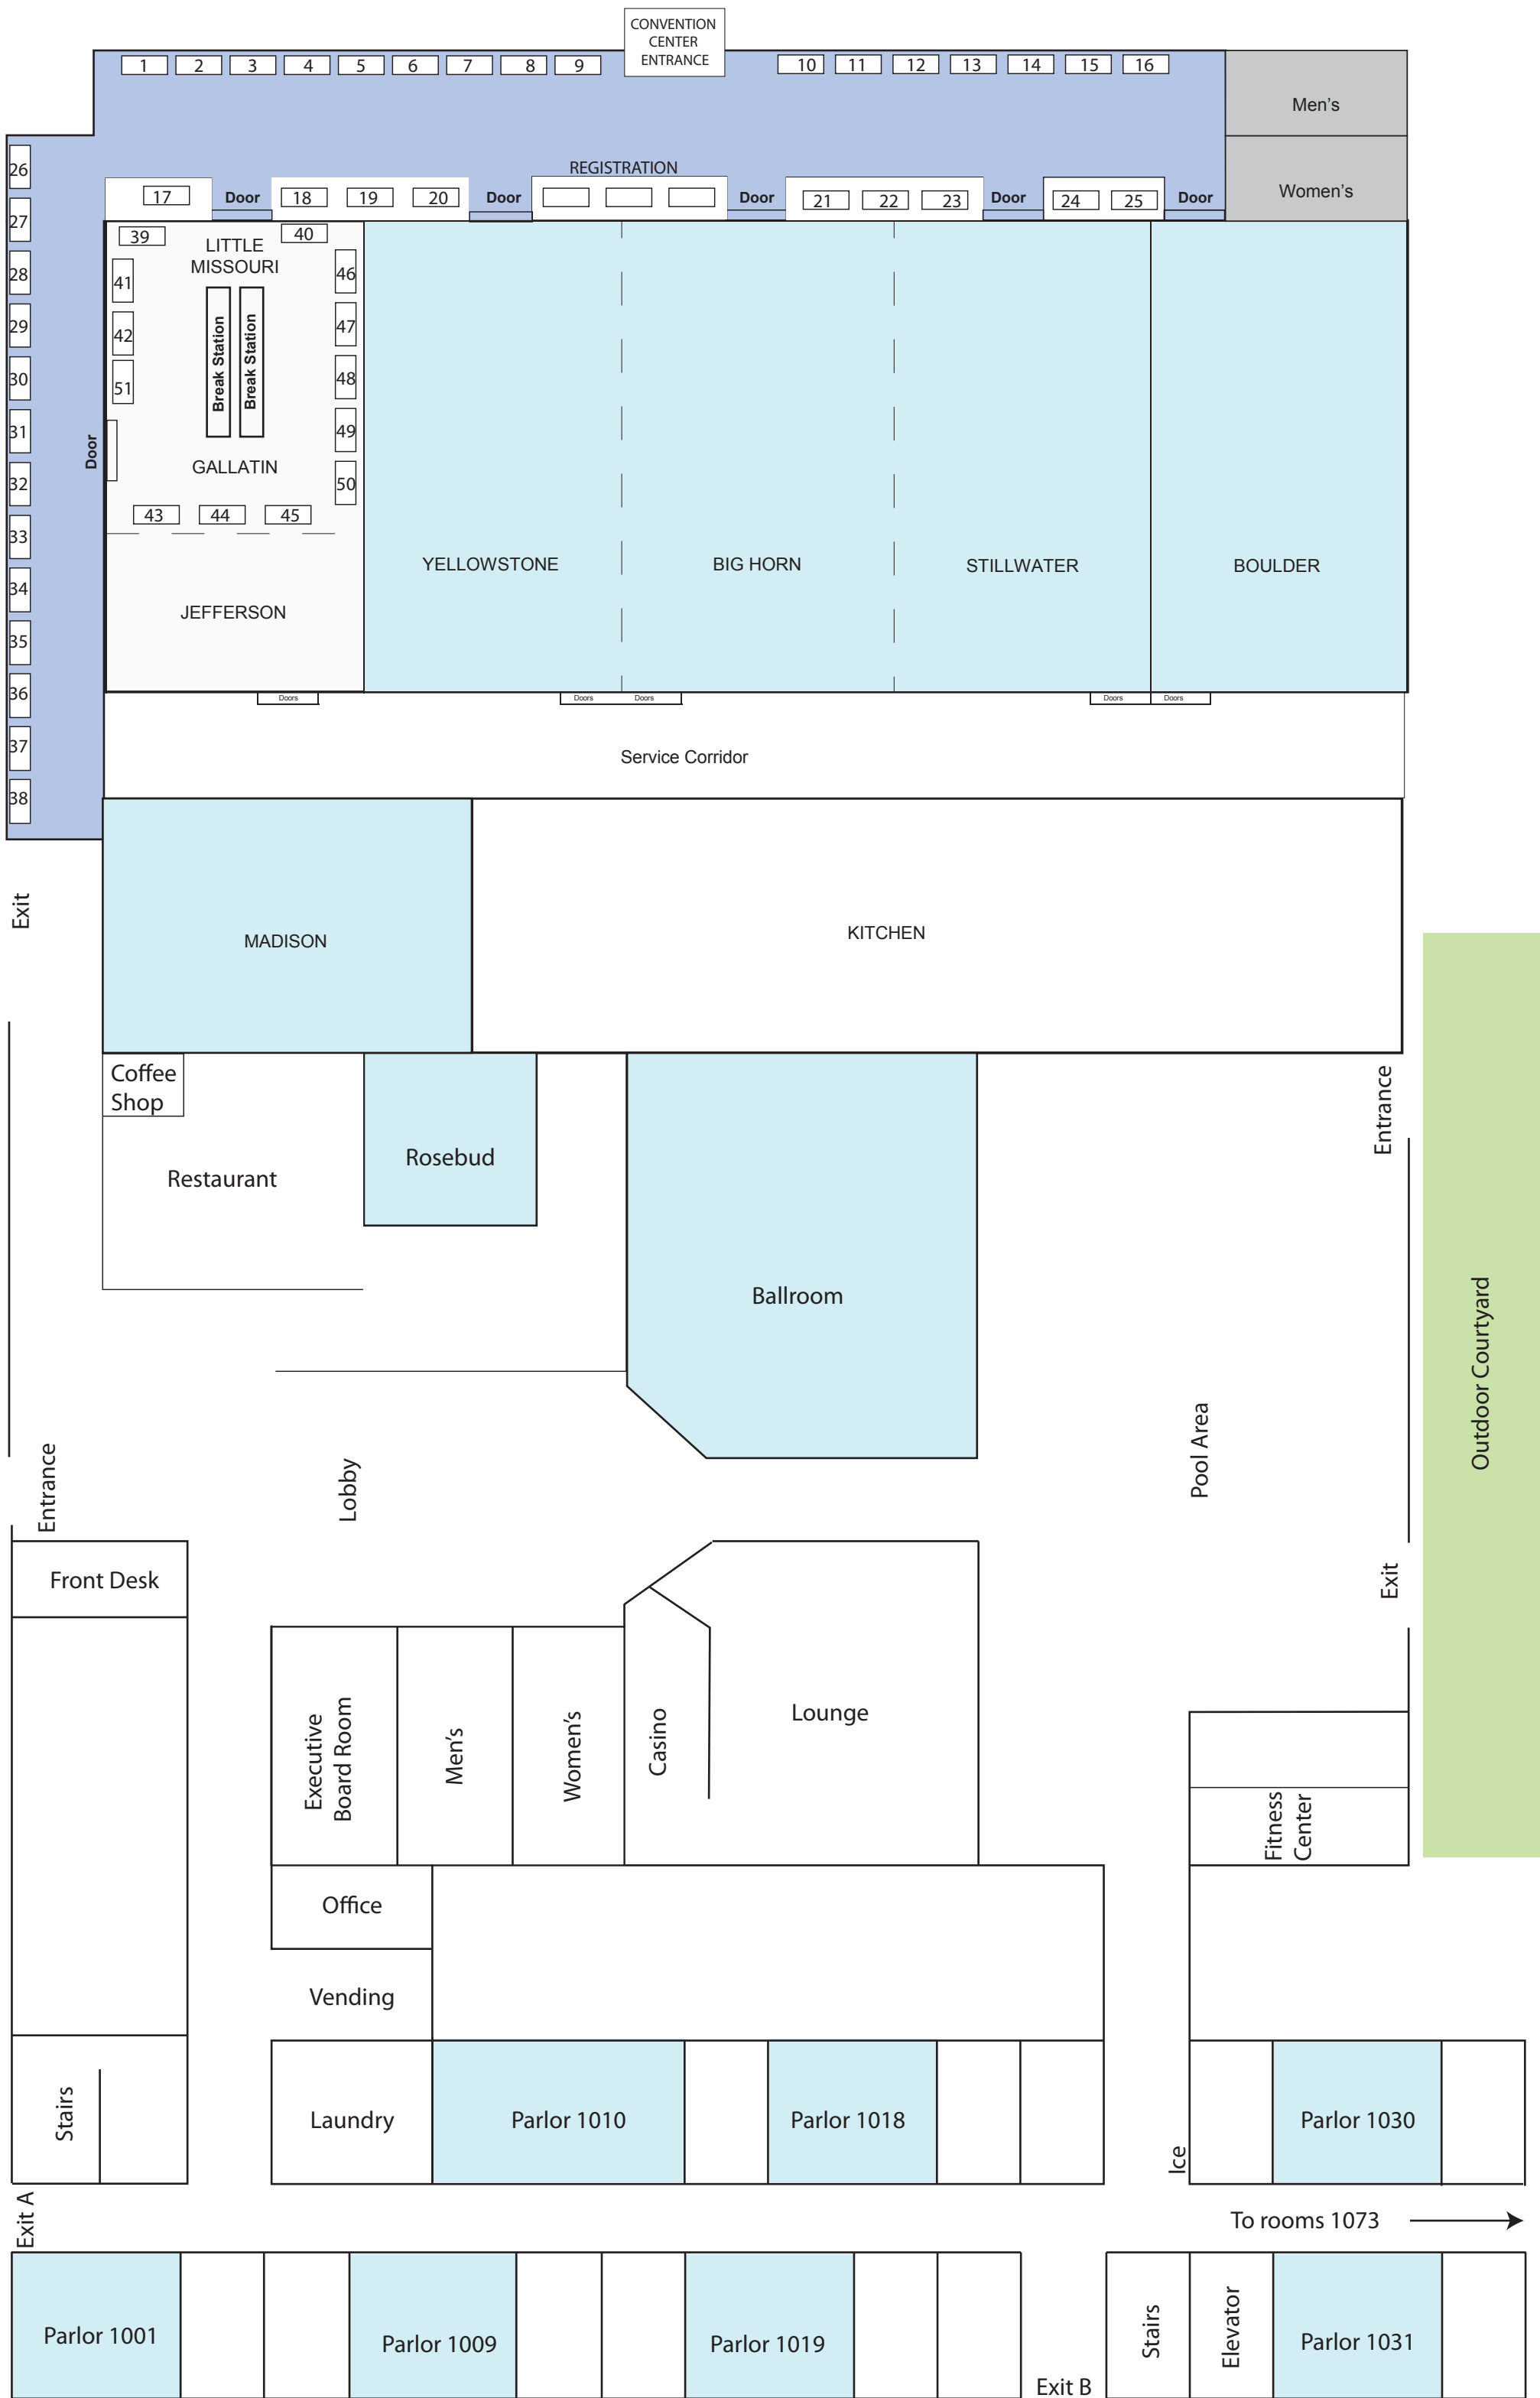 CONVENTION
CENTER
ENTRANCE
1 2 3 4 5 6 7 8 9 10 11 12 13 14 15 16
Men's
REGISTRATION
Women's
17 Door 18 19 20 Door Door 21 22 23 Door 24 25 Door
26
27
28
29
30
31
32
33
34
35
36
37
38
Door
39 40
LITTLE
MISSOURI
41
42
51
Break Station
Break Station
46
47
48
49
50
GALLATIN
43 44 45
JEFFERSON
YELLOWSTONE
BIG HORN
STILLWATER
BOULDER
Doors Doors Doors Doors Doors
Service Corridor
Exit
MADISON
KITCHEN
Coffee
Shop
Restaurant
Rosebud
Ballroom
Entrance
Outdoor Courtyard
Pool Area
Entrance
Lobby
Front Desk
Exit
Executive
Board Room
Men's
Women's
Casino
Lounge
Fitness
Center
Office
Vending
Stairs
Laundry
Parlor 1010
Parlor 1018
Ice
Parlor 1030
Exit A
To rooms 1073
Parlor 1001
Parlor 1009
Parlor 1019
Exit B
Stairs
Elevator
Parlor 1031